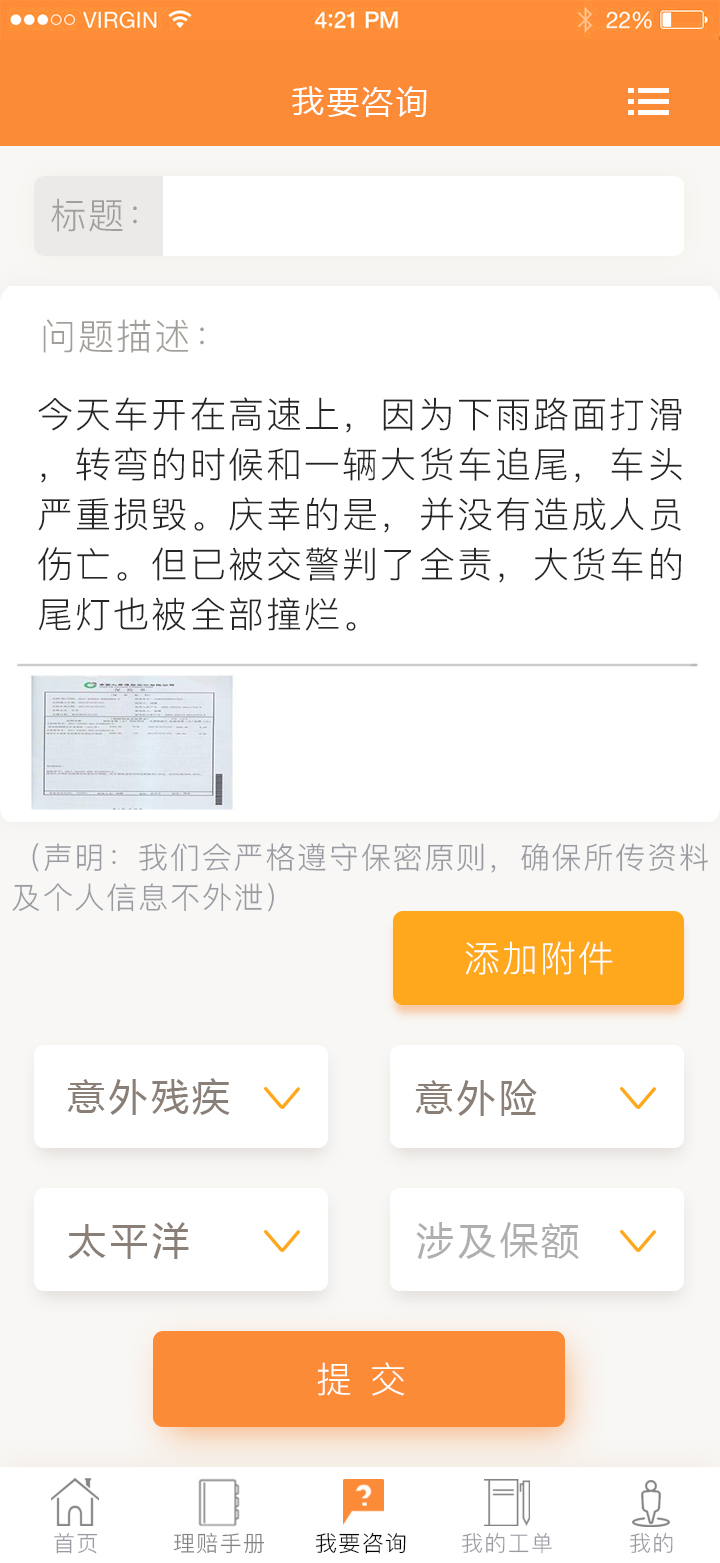 VIRGIN 4:21 PM 22%
我要咨询
标题：
问题描述：
今天车开在高速上，因为下雨路面打滑
，转弯的时候和一辆大货车追尾，车头
严重损毁。庆幸的是，并没有造成人员
伤亡。但已被交警判了全责，大货车的
尾灯也被全部撞烂。
（声明：我们会严格遵守保密原则，确保所传资料
及个人信息不外泄）
添加附件
意外残疾 意外险
太平洋 涉及保额
提 交
首页 理赔手册 我要咨询 我的工单 我的